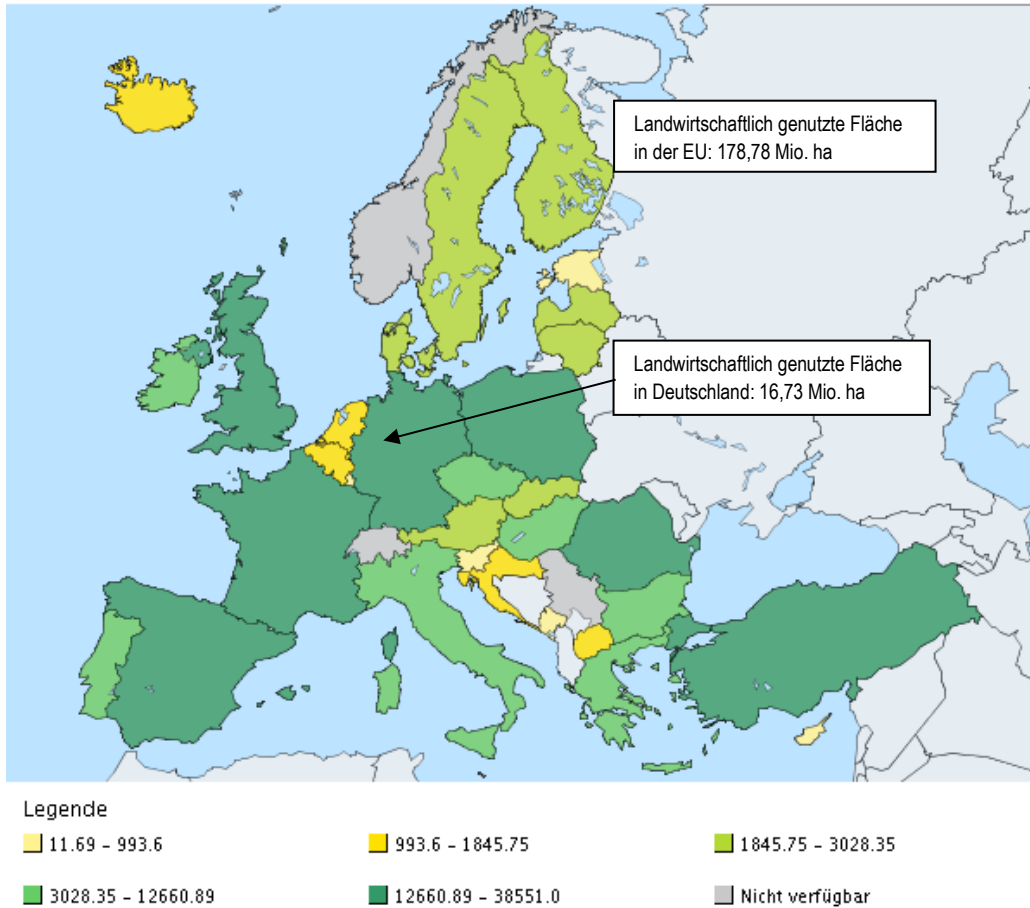 Landwirtschaftlich genutzte Fläche
in der EU: 178,78 Mio. ha
Landwirtschaftlich genutzte Fläche
in Deutschland: 16,73 Mio. ha
Legende
11.69 - 993.6
993.6 - 1845.75
1845.75 - 3028.35
3028.35 - 12660.89
12660.89 - 38551.0
Nicht verfügbar